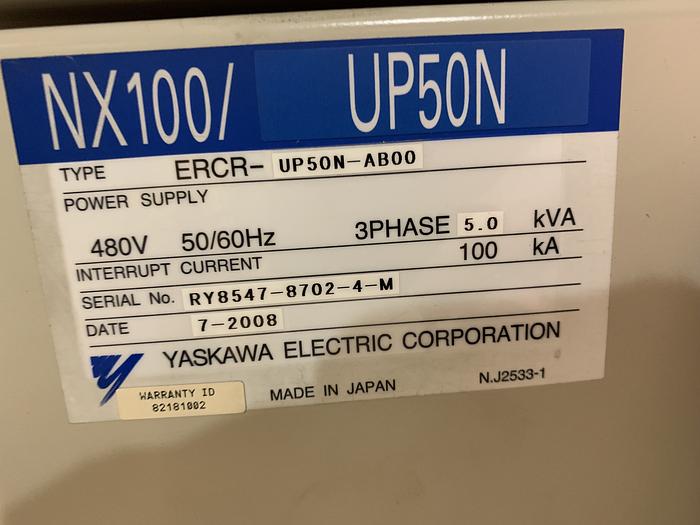 NX100/ UP50N
TYPE ERCR- UP50N-AB00
POWER SUPPLY
480V 50/60Hz 3PHASE 5.0 kVA
INTERRUPT CURRENT 100 kA
SERIAL No. RY8547-8702-4-M
DATE 7-2008
YASKAWA ELECTRIC CORPORATION
WARRANTY ID
82181002
MADE IN JAPAN N.J2533-1